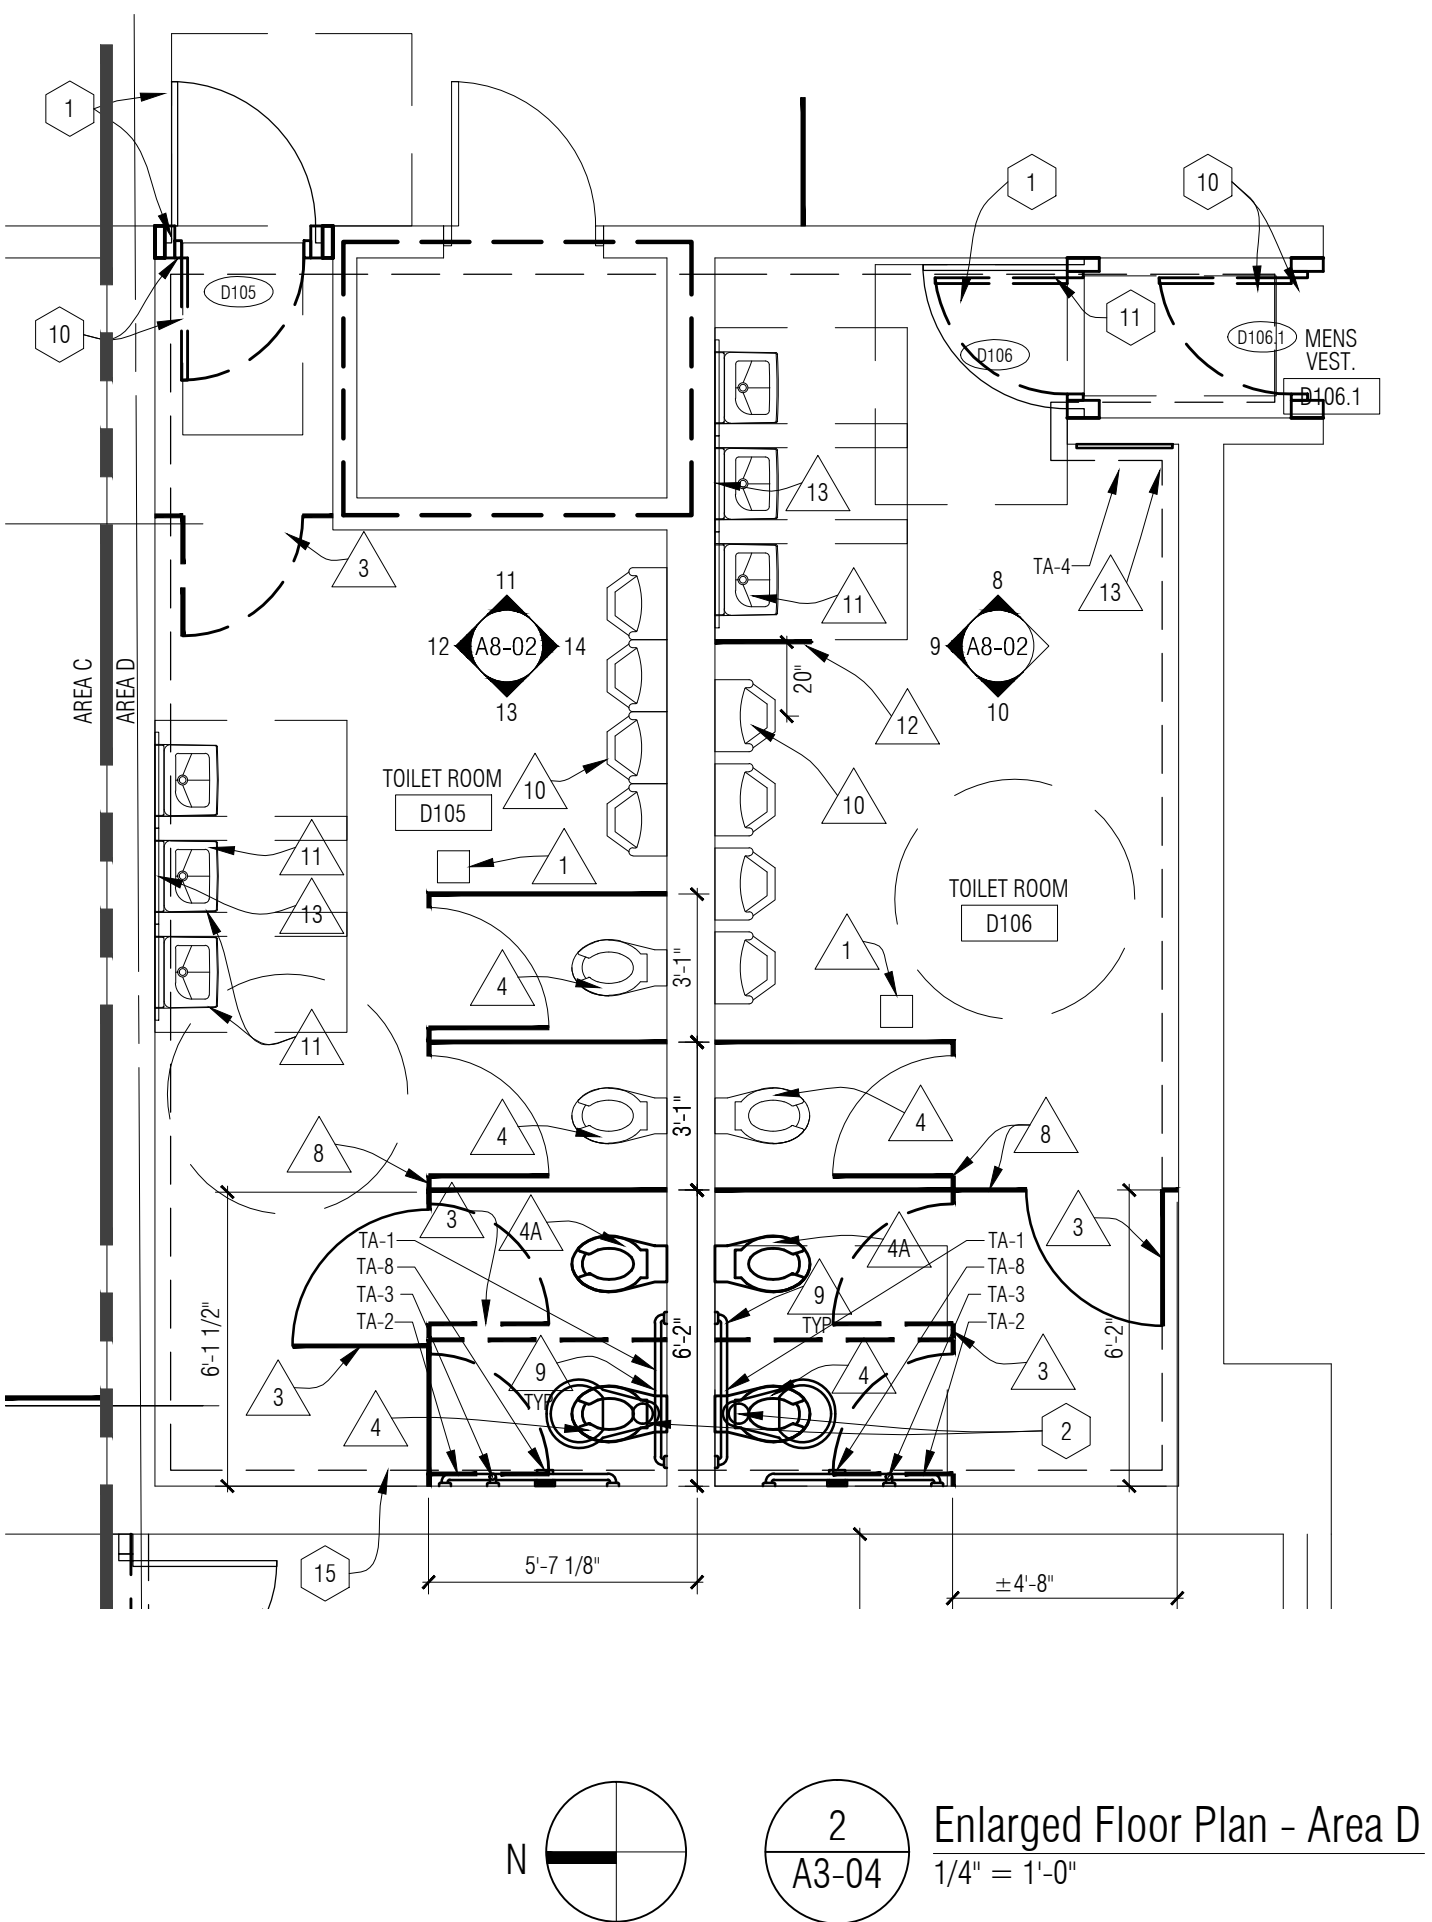 1
1
10
10
D105
11
D106
D106.1
MENS
VEST.
D106.1
13
3
TA-4
13
11
12
A8-02
14
13
11
8
9
A8-02
10
20"
12
AREA C
AREA D
TOILET ROOM
D105
10
10
1
11
13
TOILET ROOM
D106
1
11
4
3'-1"
4
3'-1"
4
8
8
3
4A
4A
3
TA-1
TA-8
TA-3
TA-2
TA-1
TA-8
TA-3
TA-2
9
TYP
9
TYP
6'-1 1/2"
6'-2"
6'-2"
3
4
4
3
2
15
5'-7 1/8"
±4'-8"
N
2
A3-04
Enlarged Floor Plan - Area D
1/4" = 1'-0"